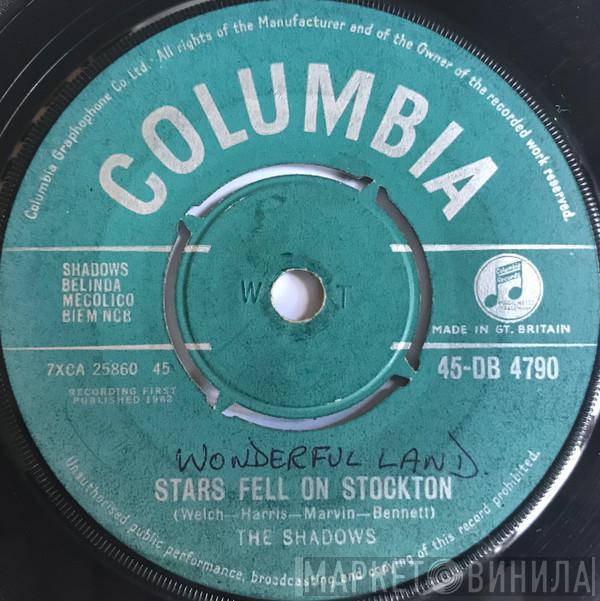 Columbia Graphophone Co Ltd. All rights of the Manufacturer and of the Owner of the recorded work reserved.
COLUMBIA
SHADOWS
BELINDA
MECOLICO
BIEM NCB
W T
Columbia Records
MADE IN GT. BRITAIN
7XCA 25860 45
45-DB 4790
RECORDING FIRST
PUBLISHED 1962
WONDERFUL LAND.
STARS FELL ON STOCKTON
(Welch—Harris—Marvin—Bennett)
THE SHADOWS
Unauthorised public performance, broadcasting and copying of this record prohibited.
МАРКЕТ ВИНИЛА